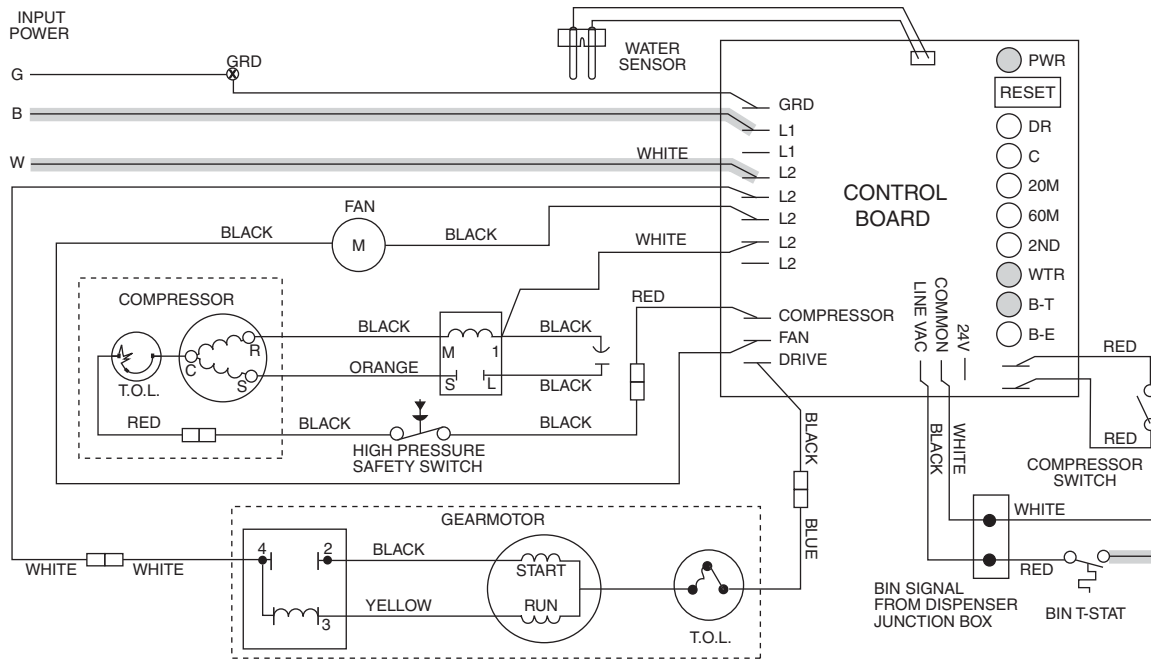 INPUT
POWER
G
GRD
B
W
WHITE
WATER
SENSOR
GRD
L1
L1
L2
L2
L2
L2
L2
CONTROL
BOARD
PWR
RESET
DR
C
20M
60M
2ND
WTR
B-T
B-E
FAN
M
BLACK
BLACK
WHITE
COMPRESSOR
T.O.L.
C
R
S
BLACK
ORANGE
M
1
S
L
BLACK
BLACK
RED
COMPRESSOR
FAN
DRIVE
LINE VAC
COMMON
24V
RED
BLACK
BLACK
HIGH PRESSURE
SAFETY SWITCH
RED
RED
COMPRESSOR
SWITCH
BLACK
BLUE
BLACK
WHITE
WHITE
RED
BIN SIGNAL
FROM DISPENSER
JUNCTION BOX
BIN T-STAT
GEARMOTOR
WHITE
WHITE
4
2
3
BLACK
YELLOW
START
RUN
T.O.L.